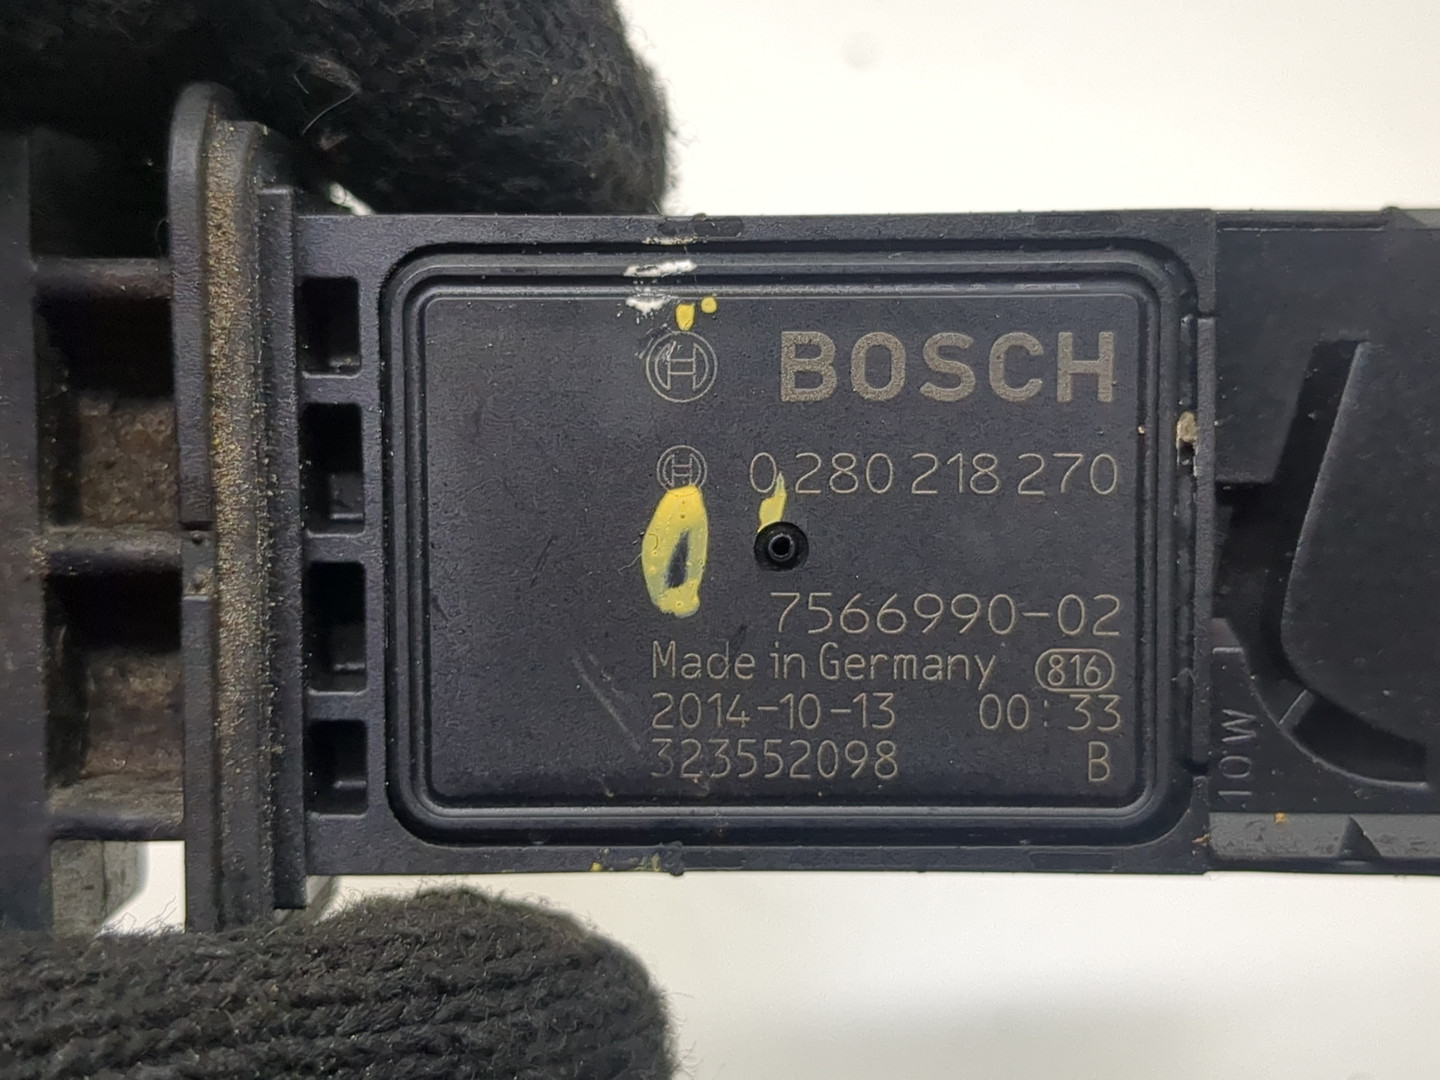 BOSCH
0 280 218 270
7566990-02
Made in Germany 816
2014-10-13 00:33
323552098 B
10W